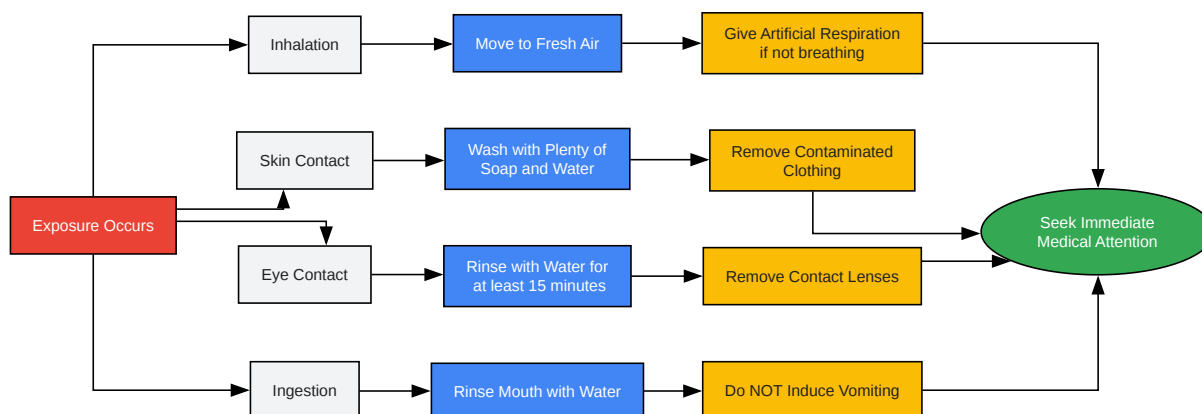 Inhalation
Move to Fresh Air
Give Artificial Respiration
if not breathing
Skin Contact
Wash with Plenty of
Soap and Water
Remove Contaminated
Clothing
Exposure Occurs
Seek Immediate
Medical Attention
Eye Contact
Rinse with Water for
at least 15 minutes
Remove Contact Lenses
Ingestion
Rinse Mouth with Water
Do NOT Induce Vomiting